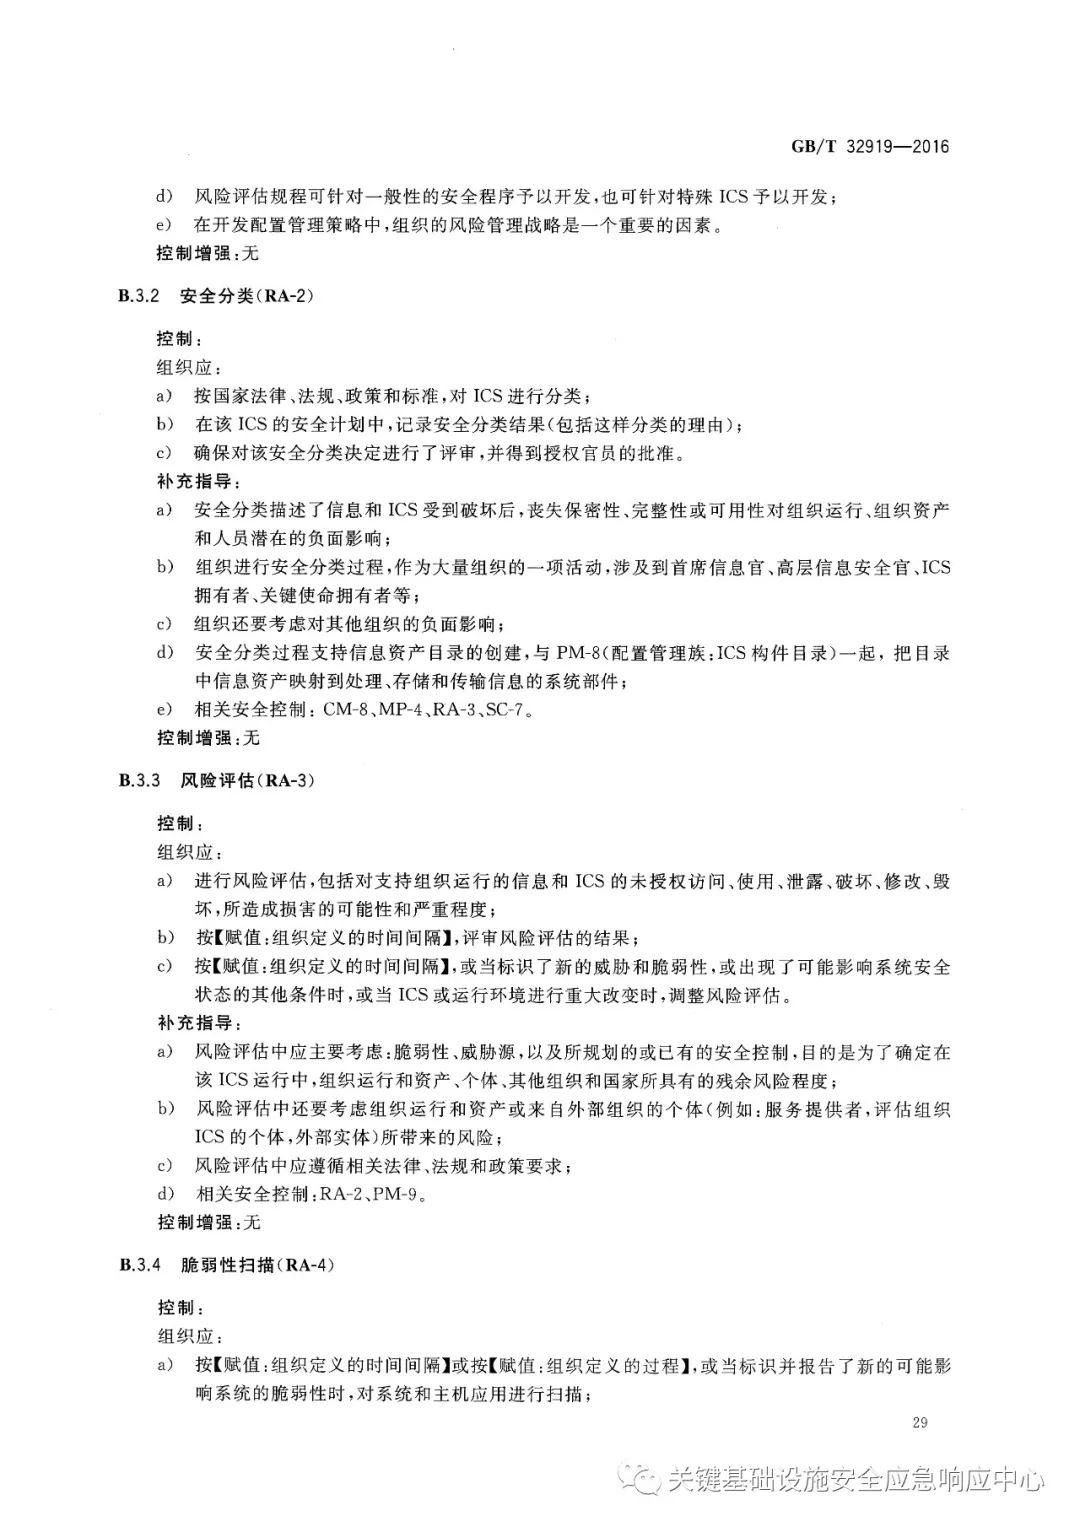 GB/T 32919—2016
d) 风险评估规程可针对一般性的安全程序予以开发,也可针对特殊 ICS 予以开发;
e) 在开发配置管理策略中,组织的风险管理战略是一个重要的因素。
控制增强:无
B.3.2 安全分类(RA-2)
控制:
组织应:
a) 按国家法律、法规、政策和标准,对 ICS 进行分类;
b) 在该 ICS 的安全计划中,记录安全分类结果(包括这样分类的理由);
c) 确保对该安全分类决定进行了评审,并得到授权官员的批准。
补充指导:
a) 安全分类描述了信息和 ICS 受到破坏后,丧失保密性、完整性或可用性对组织运行、组织资产
和人员潜在的负面影响;
b) 组织进行安全分类过程,作为大量组织的一项活动,涉及到首席信息官、高层信息安全官、ICS
拥有者、关键使命拥有者等;
c) 组织还要考虑对其他组织的负面影响;
d) 安全分类过程支持信息资产目录的创建,与 PM-8(配置管理族:ICS 构件目录)一起,把目录
中信息资产映射到处理、存储和传输信息的系统部件;
e) 相关安全控制:CM-8、MP-4、RA-3、SC-7。
控制增强:无
B.3.3 风险评估(RA-3)
控制:
组织应:
a) 进行风险评估,包括对支持组织运行的信息和 ICS 的未授权访问、使用、泄露、破坏、修改、毁
坏,所造成损害的可能性和严重程度;
b) 按【赋值:组织定义的时间间隔】,评审风险评估的结果;
c) 按【赋值:组织定义的时间间隔】,或当标识了新的威胁和脆弱性,或出现了可能影响系统安全
状态的其他条件时,或当 ICS 或运行环境进行重大改变时,调整风险评估。
补充指导:
a) 风险评估中应主要考虑:脆弱性、威胁源,以及所规划的或已有的安全控制,目的是为了确定在
该 ICS 运行中,组织运行和资产、个体、其他组织和国家所具有的残余风险程度;
b) 风险评估中还要考虑组织运行和资产或来自外部组织的个体(例如:服务提供者,评估组织
ICS 的个体,外部实体)所带来的风险;
c) 风险评估中应遵循相关法律、法规和政策要求;
d) 相关安全控制:RA-2、PM-9。
控制增强:无
B.3.4 脆弱性扫描(RA-4)
控制:
组织应:
a) 按【赋值:组织定义的时间间隔】或按【赋值:组织定义的过程】,或当标识并报告了新的可能影
响系统的脆弱性时,对系统和主机应用进行扫描;
29
关键基础设施安全应急响应中心